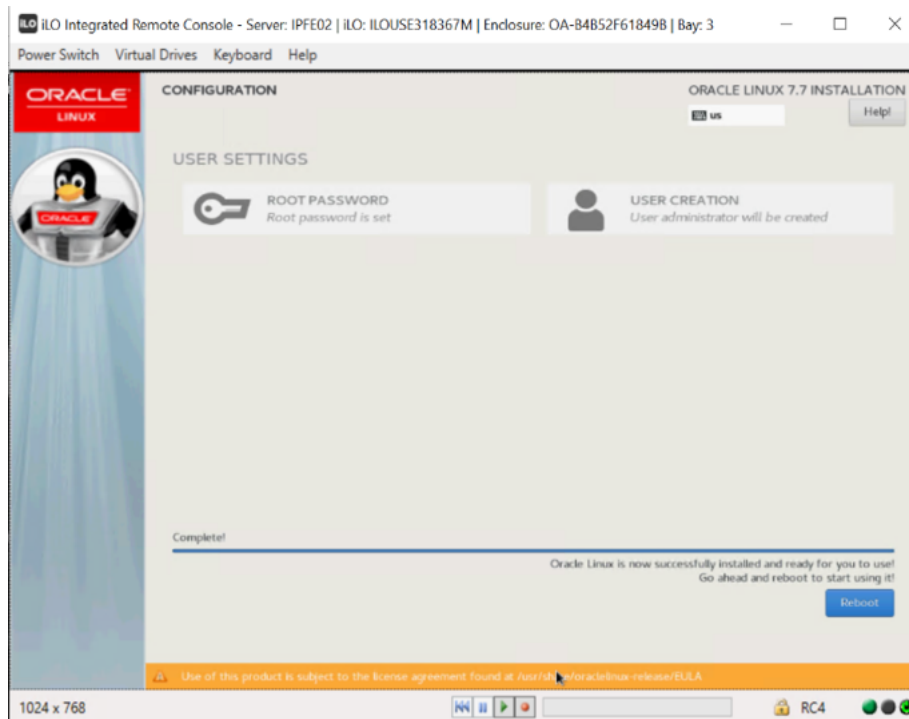 iLO Integrated Remote Console - Server: IPFE02 | iLO: ILOUSE318367M | Enclosure: OA-B4B52F61849B | Bay: 3
Power Switch Virtual Drives Keyboard Help
ORACLE
LINUX
CONFIGURATION
ORACLE LINUX 7.7 INSTALLATION
us
Help!
USER SETTINGS
ROOT PASSWORD
Root password is set
USER CREATION
User administrator will be created
ORACLE
Complete!
Oracle Linux is now successfully installed and ready for you to use!
Go ahead and reboot to start using it!
Reboot
Use of this product is subject to the license agreement found at /usr/share/oraclelinux-release/EULA
1024 x 768
RC4